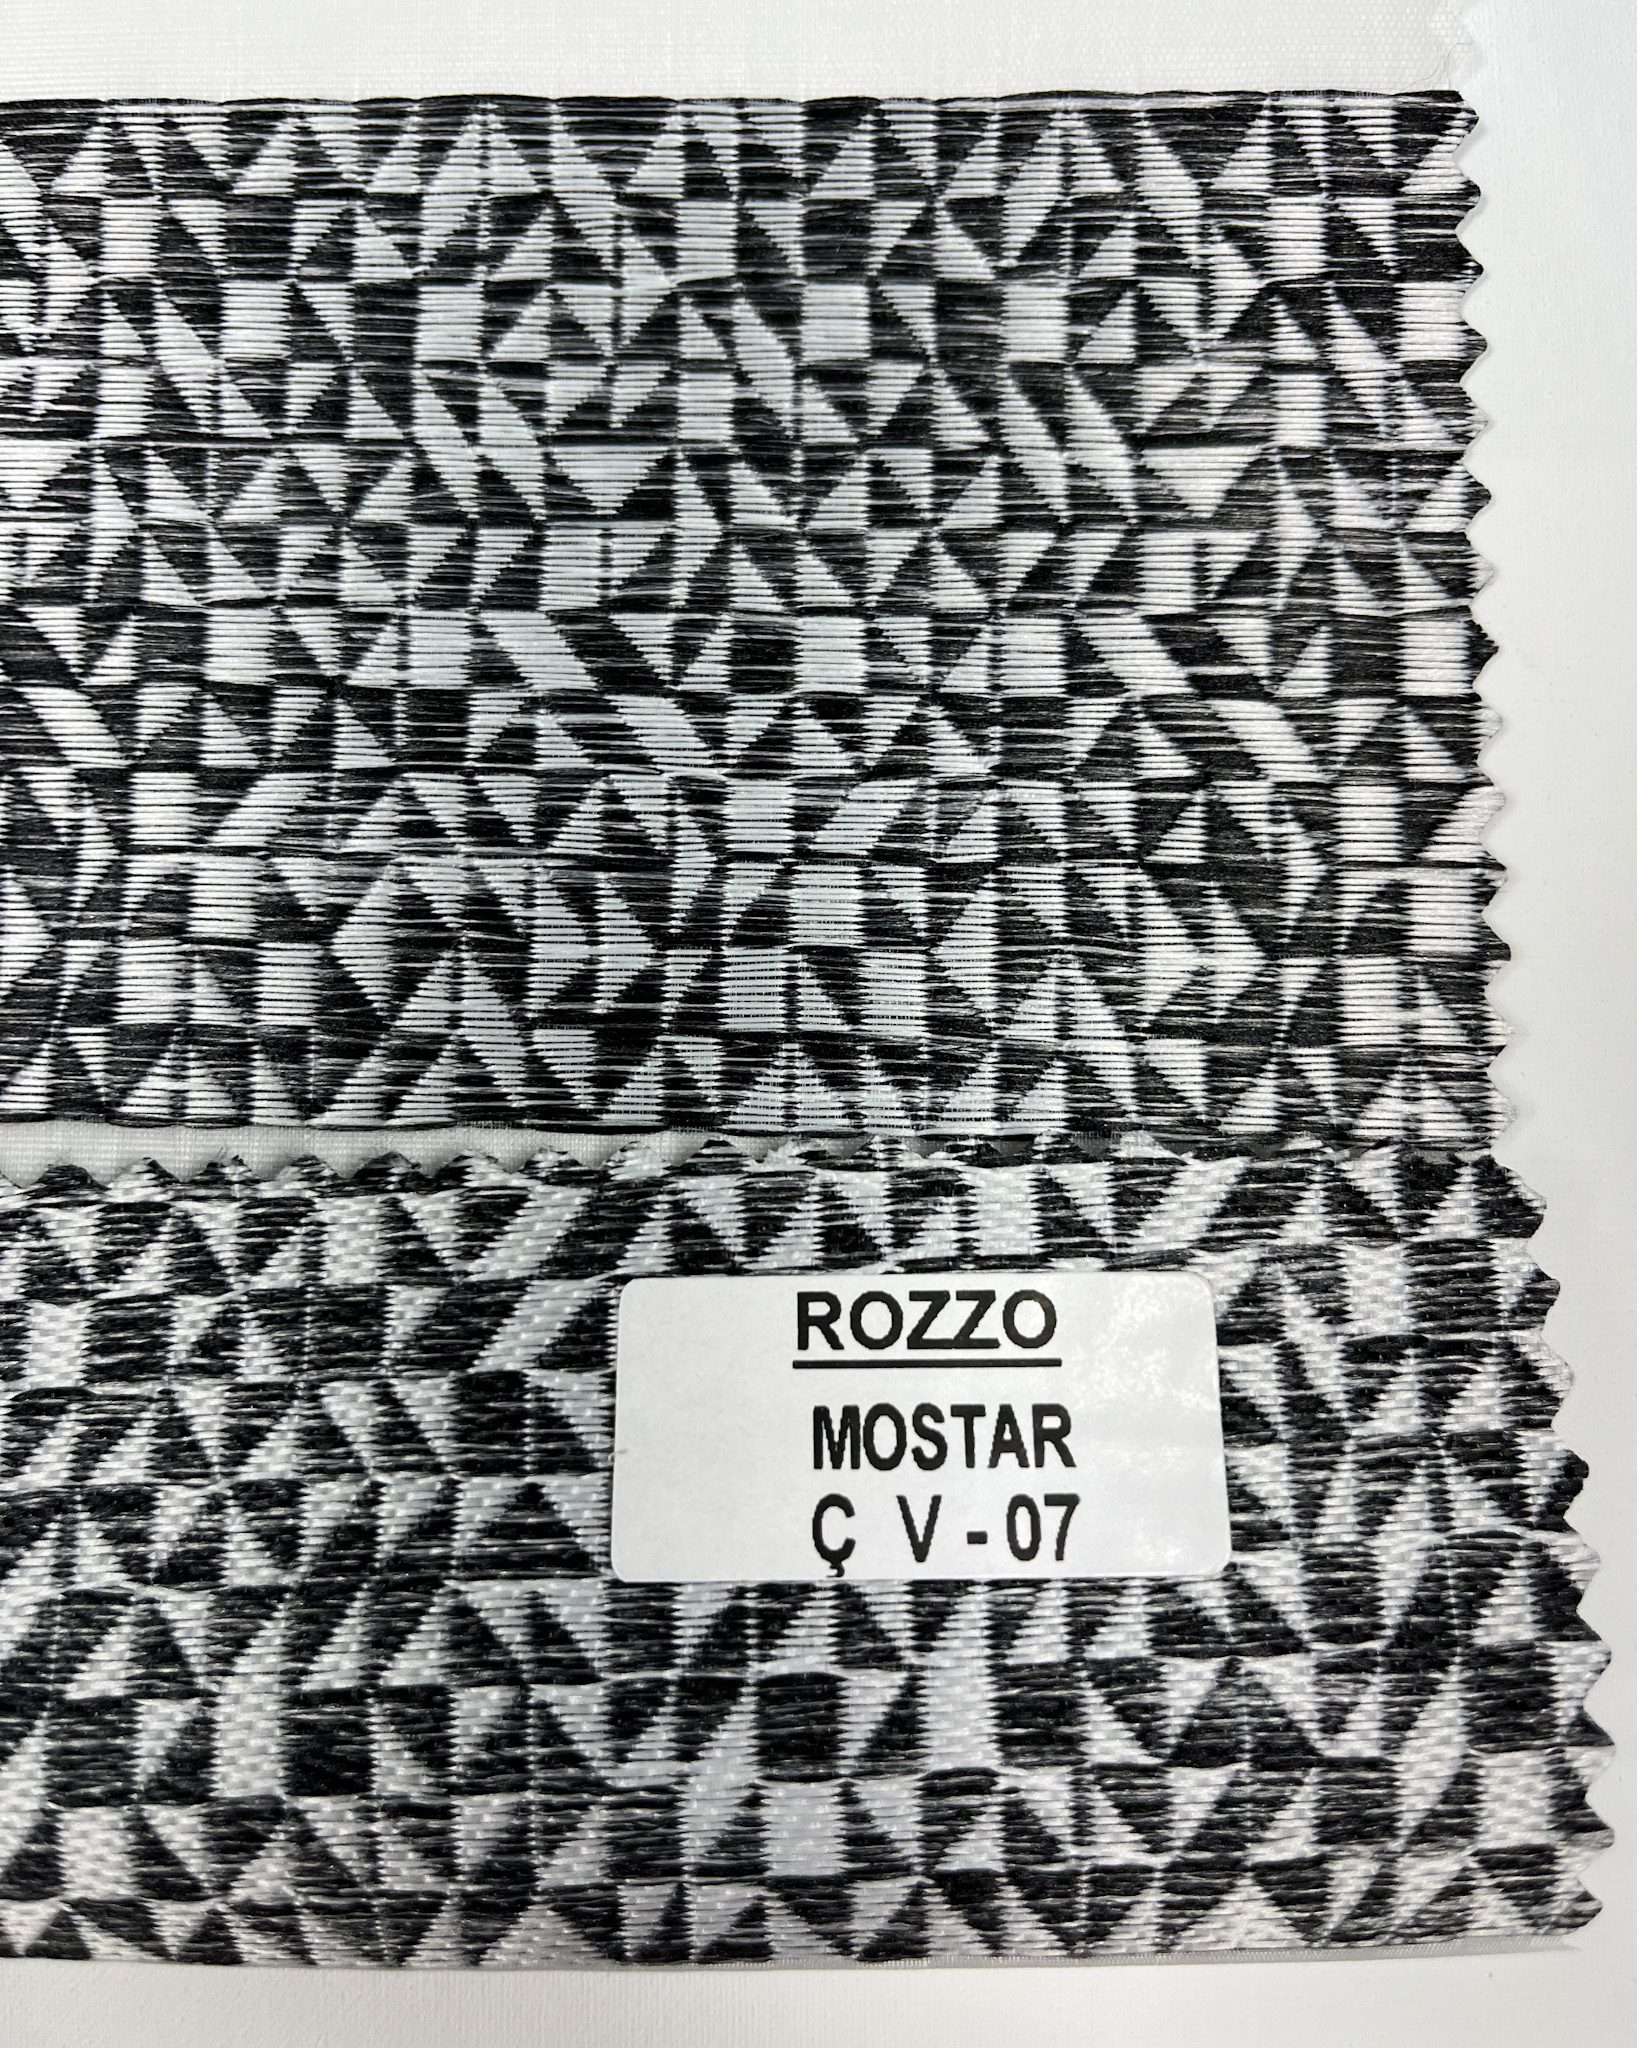 ROZZO
MOSTAR
Ç V - 07